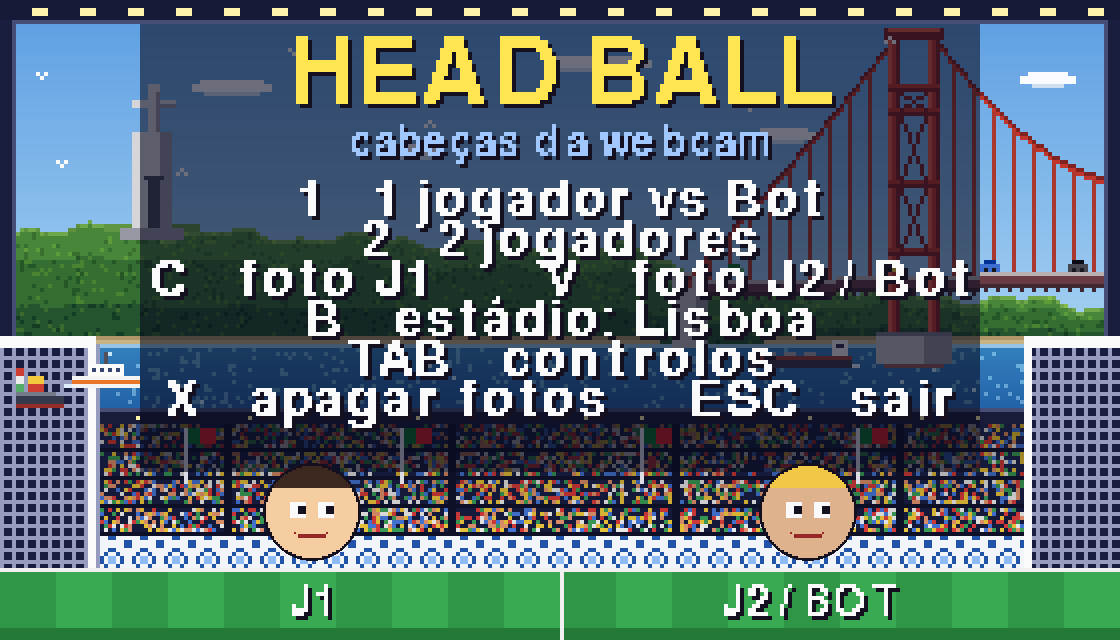 HEAD BALL
cabeças da webcam
1 1 jogador vs Bot
2 2 jogadores
C foto J1 V foto J2/Bot
B estádio: Lisboa
TAB controlos
X apagar fotos ESC sair
J1 J2/BOT